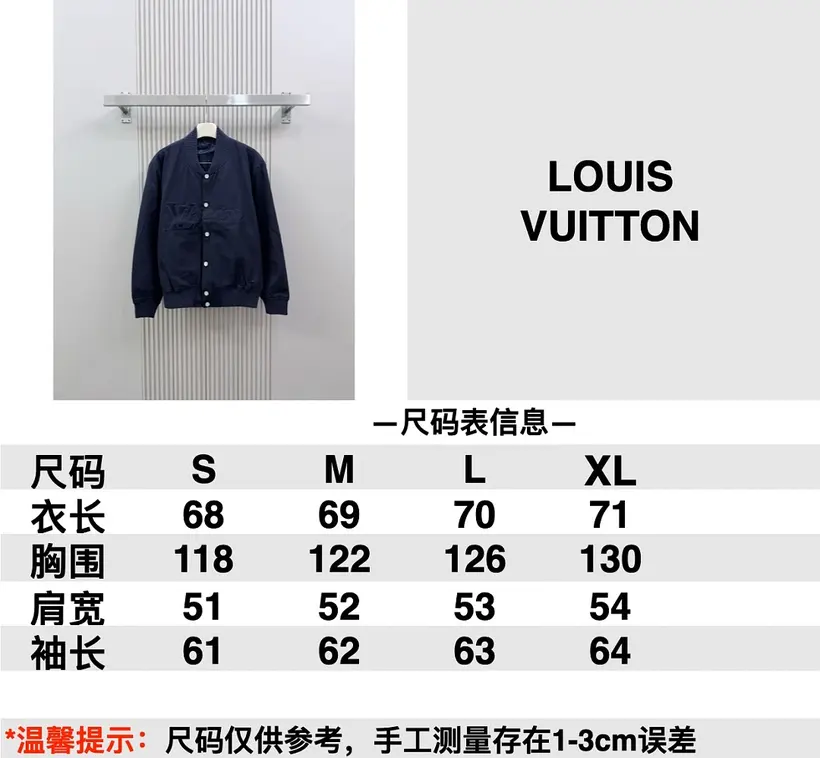 LOUIS
VUITTON
—尺码表信息—
尺码 S M L XL
衣长 68 69 70 71
胸围 118 122 126 130
肩宽 51 52 53 54
袖长 61 62 63 64
*温馨提示：尺码仅供参考，手工测量存在1-3cm误差